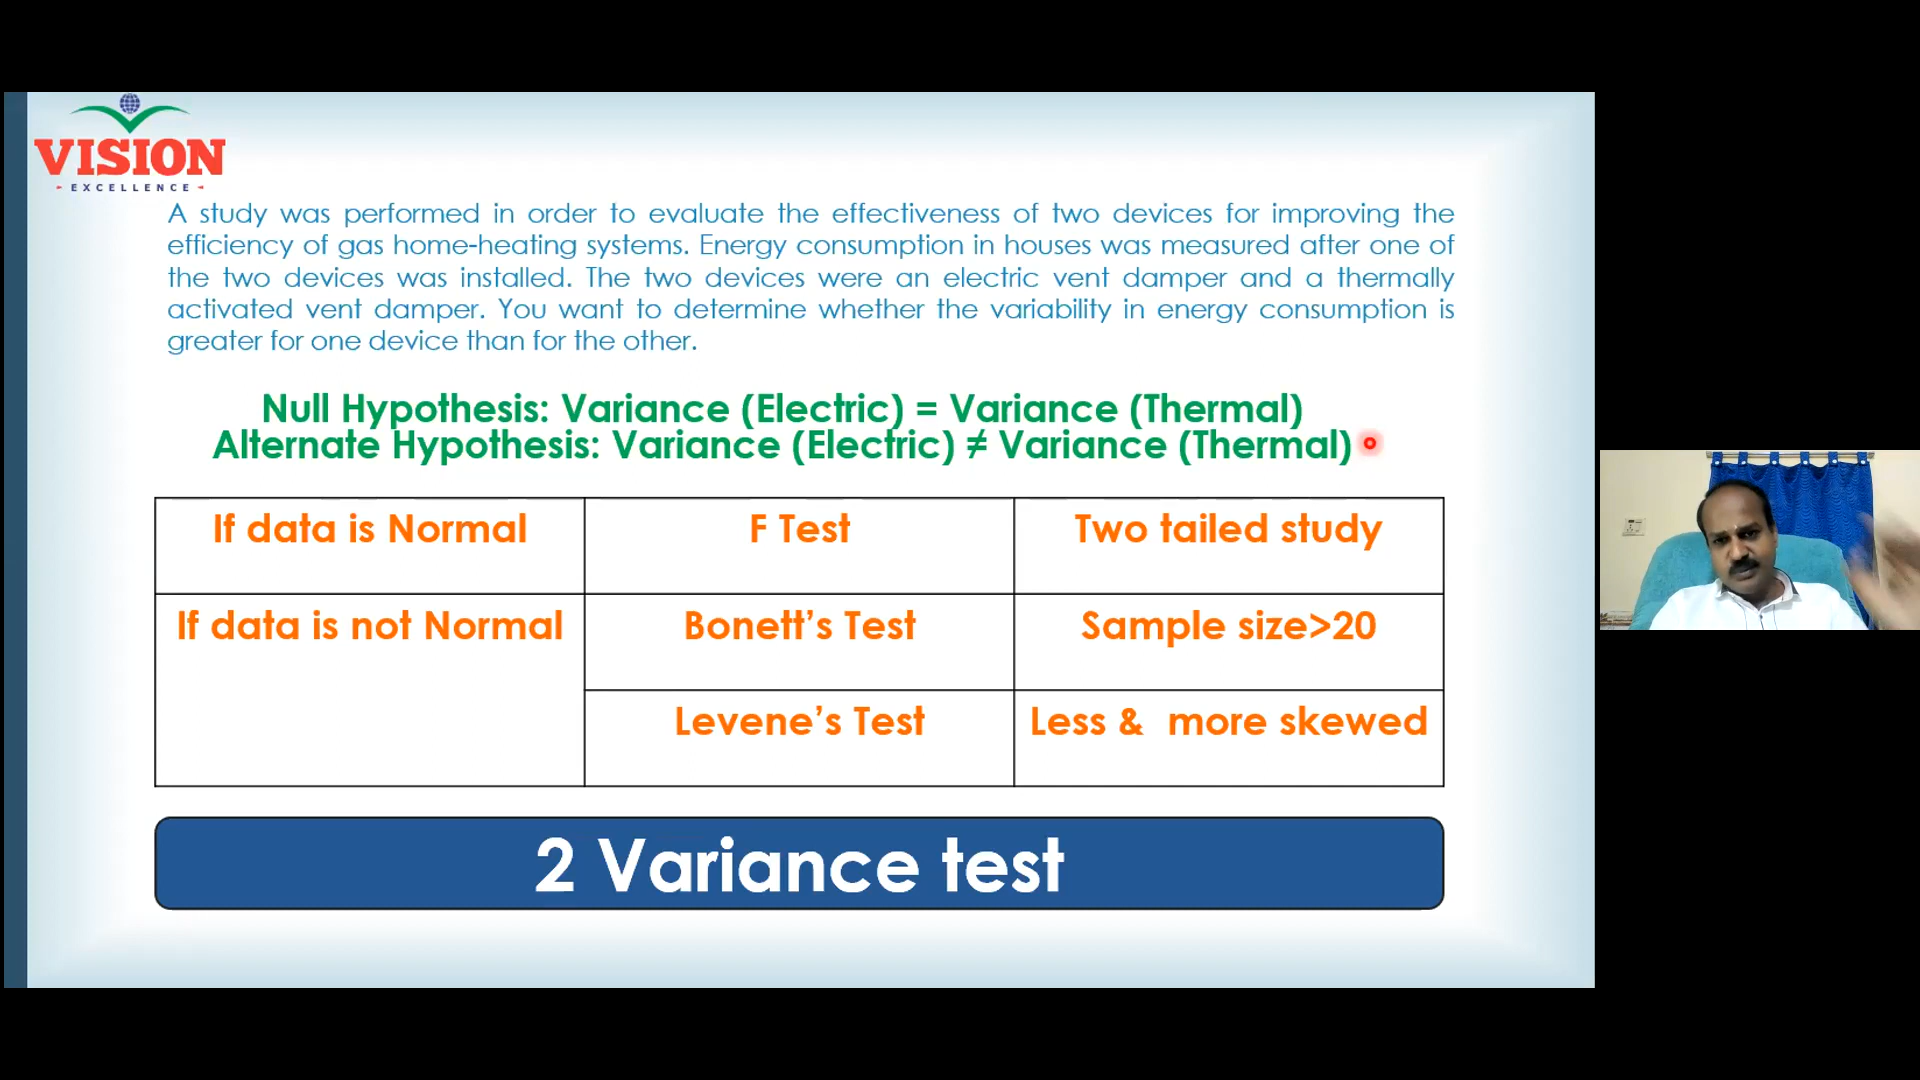 VISION
EXCELLENCE
A study was performed in order to evaluate the effectiveness of two devices for improving the
efficiency of gas home-heating systems. Energy consumption in houses was measured after one of
the two devices was installed. The two devices were an electric vent damper and a thermally
activated vent damper. You want to determine whether the variability in energy consumption is
greater for one device than for the other.
Null Hypothesis: Variance (Electric) = Variance (Thermal)
Alternate Hypothesis: Variance (Electric) ≠ Variance (Thermal)
If data is Normal
F Test
Two tailed study
If data is not Normal
Bonett’s Test
Sample size>20
Levene’s Test
Less &  more skewed
2 Variance test